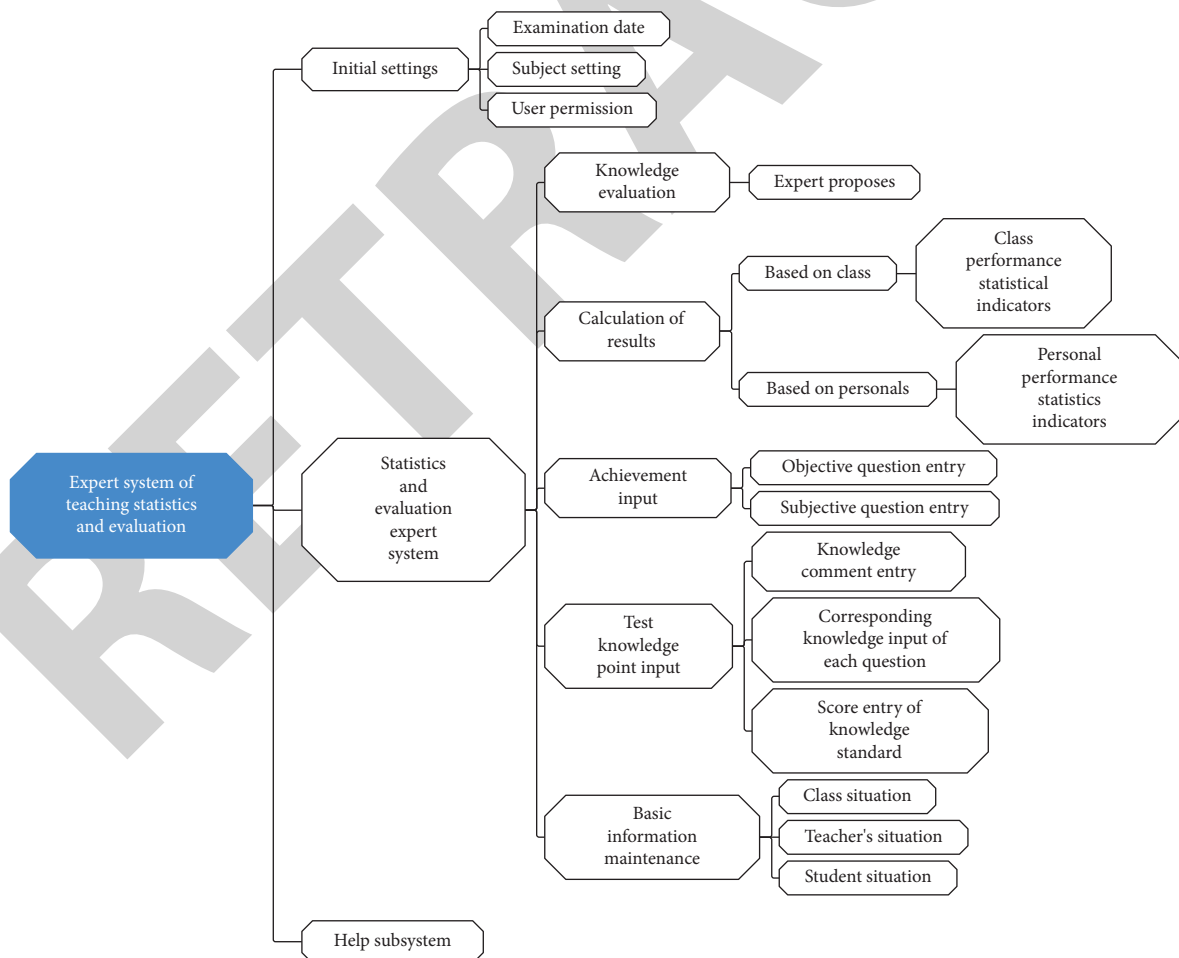 Examination date
Initial settings
Subject setting
User permission
Knowledge
evaluation
Expert proposes
Class
performance
statistical
indicators
Based on class
Calculation of
results
Based on personals
Personal
performance
statistics
indicators
Expert system of
teaching statistics
and evaluation
Statistics
and
evaluation
expert
system
Achievement
input
Objective question entry
Subjective question entry
Test
knowledge
point input
Knowledge
comment entry
Corresponding
knowledge input of
each question
Score entry of
knowledge
standard
Basic
information
maintenance
Class situation
Teacher's situation
Student situation
Help subsystem
RETRAC